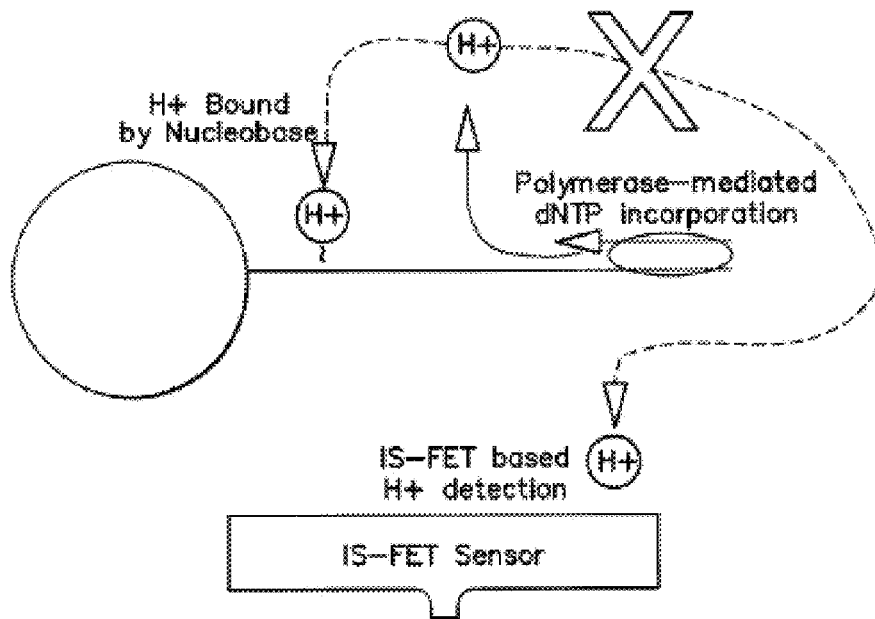 H+
H+ Bound
by Nucleobase
H+
Polymerase-mediated
dNTP incorporation
IS-FET based
H+ detection
H+
IS-FET Sensor